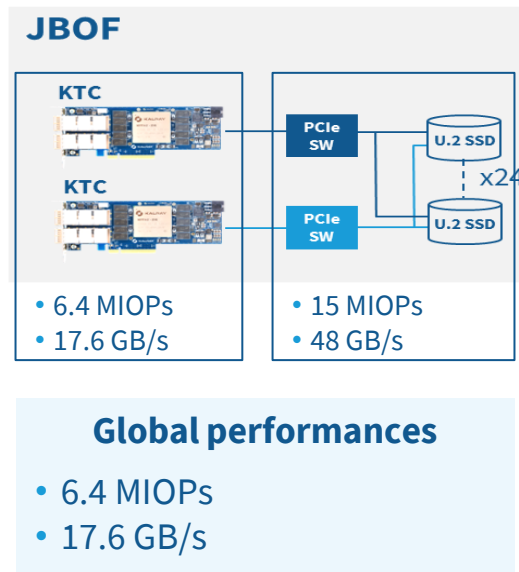 JBOF
KTC
PCIe
SW
U.2 SSD
x24
KTC
PCIe
SW
U.2 SSD
• 6.4 MIOPs
• 17.6 GB/s
• 15 MIOPs
• 48 GB/s
Global performances
• 6.4 MIOPs
• 17.6 GB/s